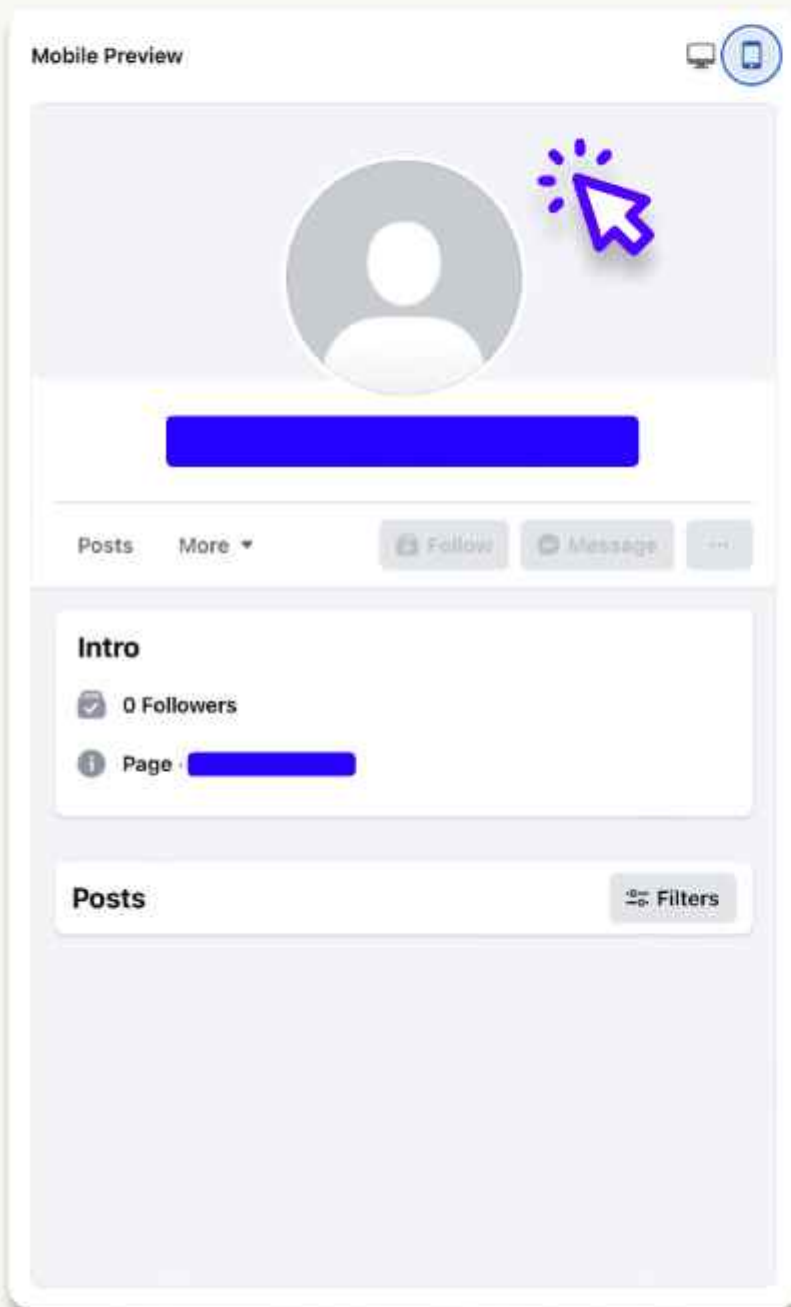 Mobile Preview
Posts More Follow Message ...
Intro
0 Followers
Page ·
Posts Filters